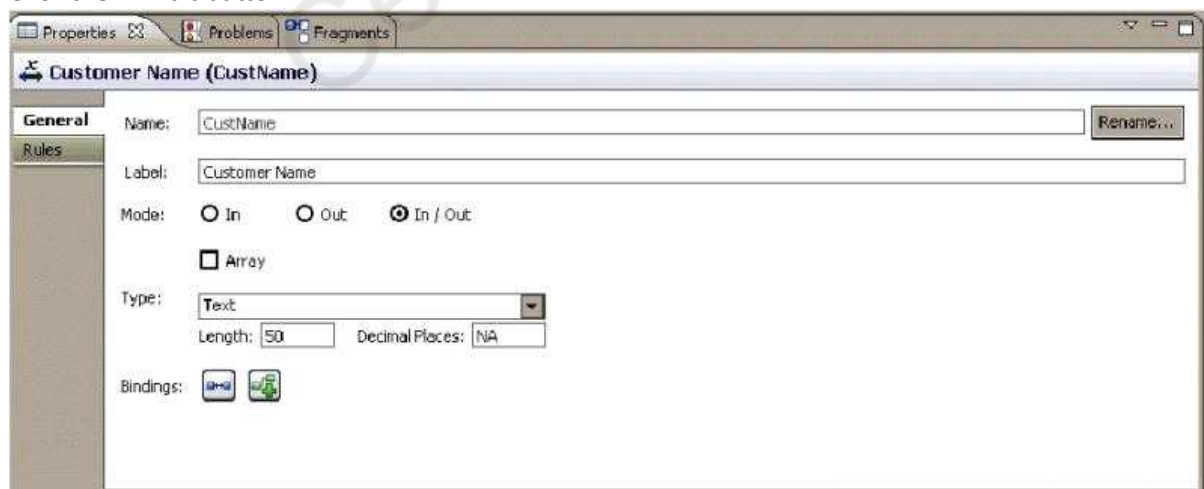 Properties Problems Fragments
Customer Name (CustName)
General
Rules
Name: CustName Rename...
Label: Customer Name
Mode: In Out In / Out
Array
Type: Text
Length: 50 Decimal Places: NA
Bindings: